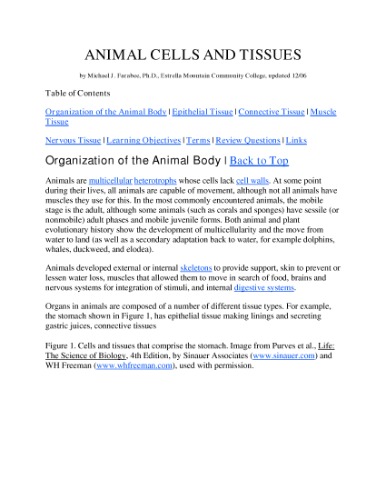 ANIMAL CELLS AND TISSUES
by Michael J. Farabee, Ph.D., Estrella Mountain Community College, updated 12/06
Table of Contents
Organization of the Animal Body | Epithelial Tissue | Connective Tissue | Muscle
Tissue
Nervous Tissue | Learning Objectives | Terms | Review Questions | Links
Organization of the Animal Body | Back to Top
Animals are multicellular heterotrophs whose cells lack cell walls. At some point
during their lives, all animals are capable of movement, although not all animals have
muscles they use for this. In the most commonly encountered animals, the mobile
stage is the adult, although some animals (such as corals and sponges) have sessile (or
nonmobile) adult phases and mobile juvenile forms. Both animal and plant
evolutionary history show the development of multicellularity and the move from
water to land (as well as a secondary adaptation back to water, for example dolphins,
whales, duckweed, and elodea).
Animals developed external or internal skeletons to provide support, skin to prevent or
lessen water loss, muscles that allowed them to move in search of food, brains and
nervous systems for integration of stimuli, and internal digestive systems.
Organs in animals are composed of a number of different tissue types. For example,
the stomach shown in Figure 1, has epithelial tissue making linings and secreting
gastric juices, connective tissues
Figure 1. Cells and tissues that comprise the stomach. Image from Purves et al., Life:
The Science of Biology, 4th Edition, by Sinauer Associates (www.sinauer.com) and
WH Freeman (www.whfreeman.com), used with permission.